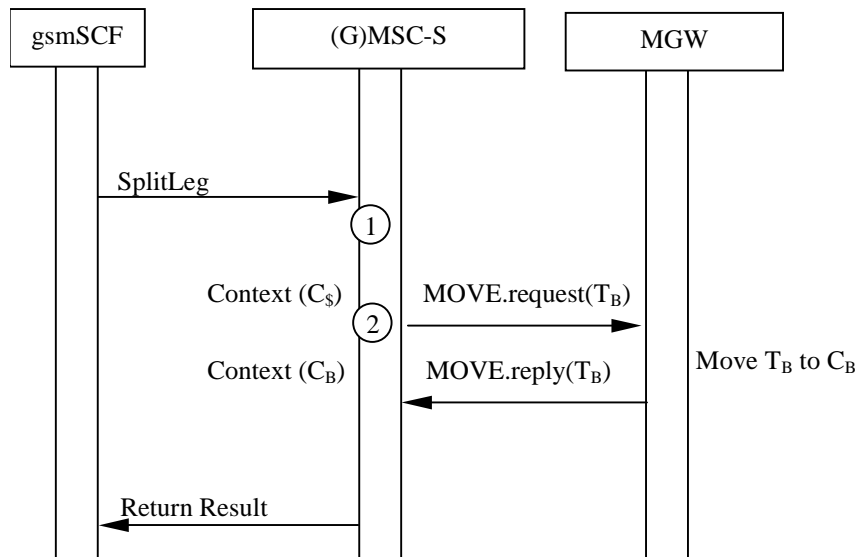 gsmSCF
(G)MSC-S
MGW
SplitLeg
1
Context (C$)
MOVE.request(TB)
2
Context (CB)
MOVE.reply(TB)
Move TB to CB
Return Result